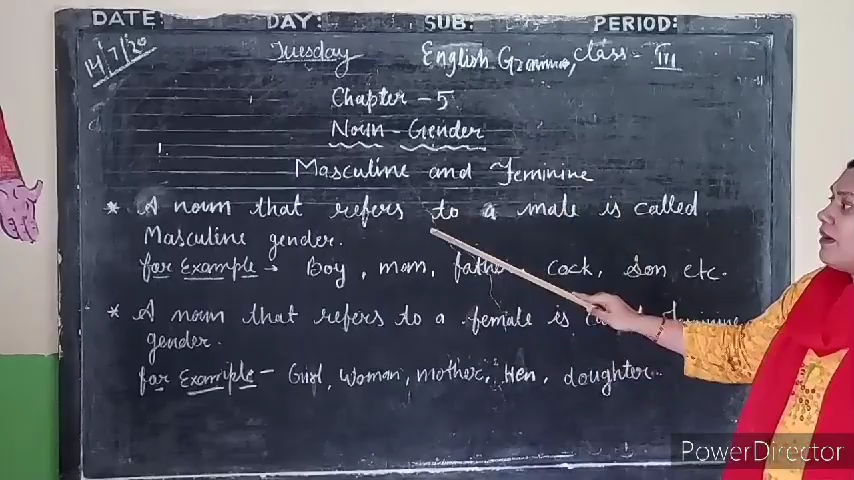 DATE: DAY: SUB: PERIOD:
14/7/20 Tuesday English Grammar, class - III
Chapter - 5
Noun - Gender
Masculine and Feminine
* A noun that refers to a male is called
Masculine gender.
for Example → Boy, man, father, cock, son etc.
* A noun that refers to a female is called feminine
gender.
for Example - Girl, woman, mother, Hen, doughter..
PowerDirector